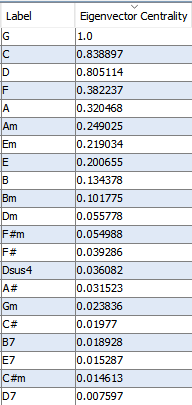 Label Eigenvector Centrality
G 1.0
C 0.838897
D 0.805114
F 0.382237
A 0.320468
Am 0.249025
Em 0.219034
E 0.200655
B 0.134378
Bm 0.101775
Dm 0.055778
F#m 0.054988
F# 0.039286
Dsus4 0.036082
A# 0.031523
Gm 0.023836
C# 0.01977
B7 0.018928
E7 0.015287
C#m 0.014613
D7 0.007597